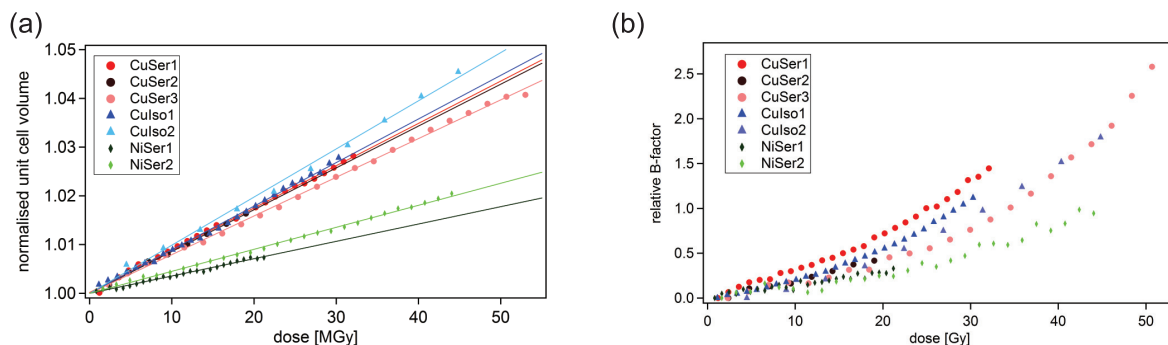 (a)
1.05
1.04
1.03
1.02
1.01
1.00
normalised unit cell volume
CuSer1
CuSer2
CuSer3
CuIso1
CuIso2
NiSer1
NiSer2
0 10 20 30 40 50
dose [MGy]
(b)
2.5
2.0
1.5
1.0
0.5
0.0
relative B-factor
CuSer1
CuSer2
CuSer3
CuIso1
CuIso2
NiSer1
NiSer2
0 10 20 30 40 50
dose [Gy]